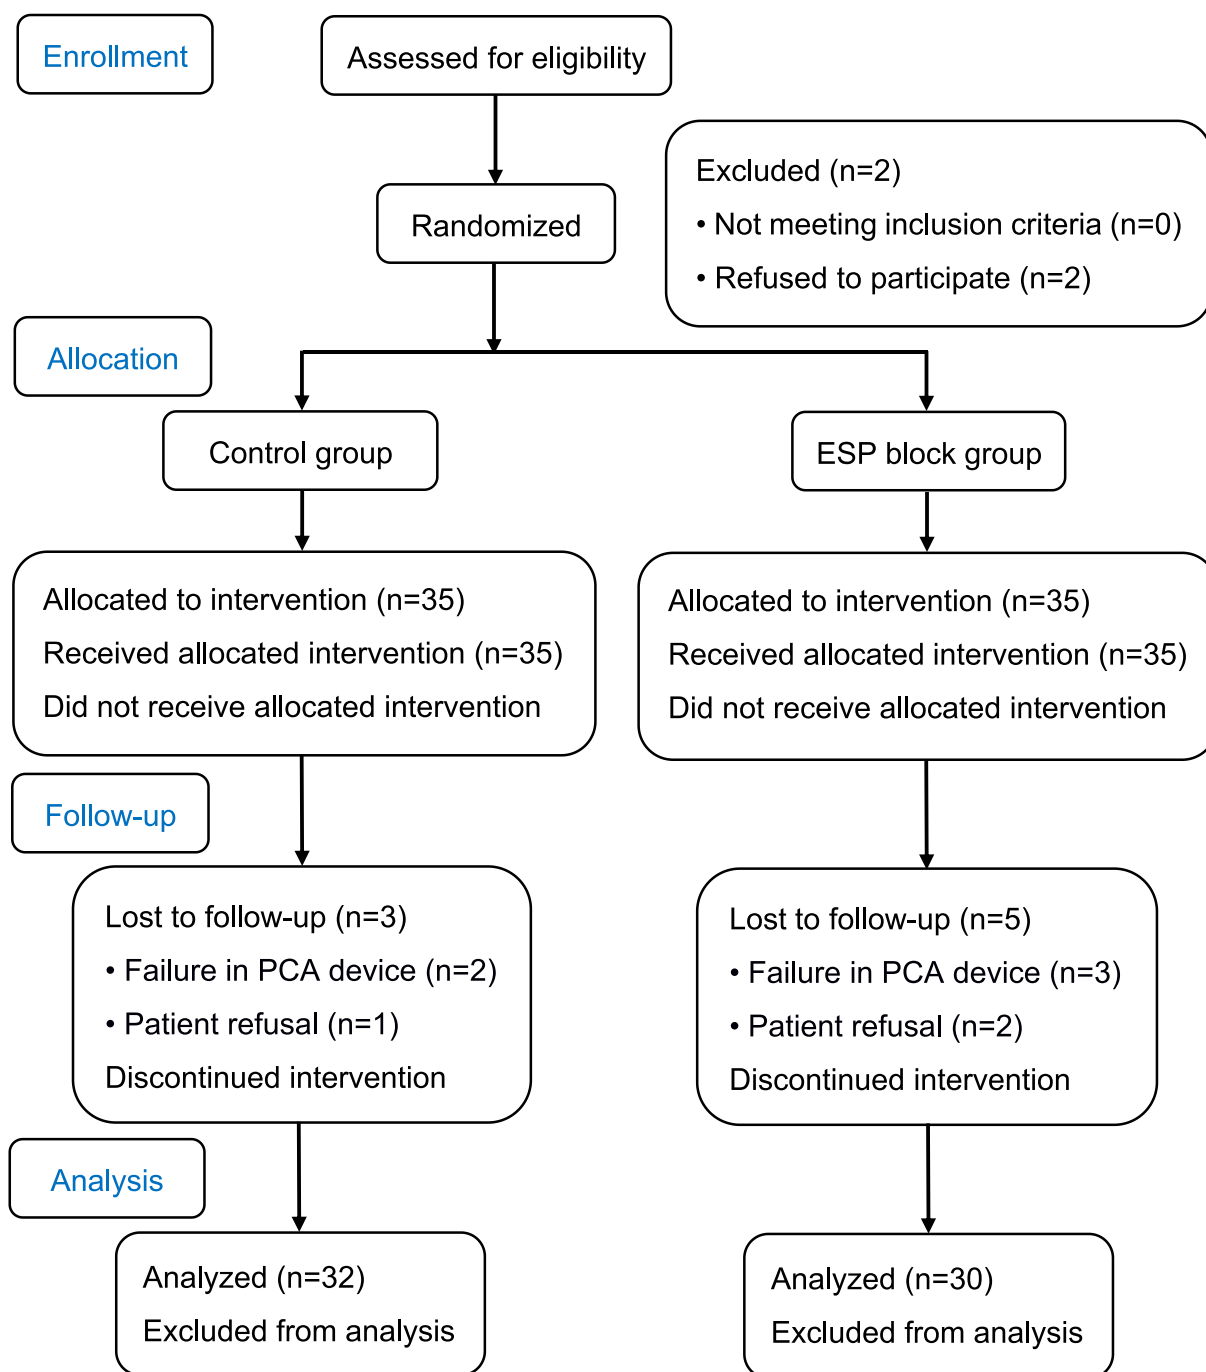 Enrollment
Assessed for eligibility
Excluded (n=2)
• Not meeting inclusion criteria (n=0)
• Refused to participate (n=2)
Randomized
Allocation
Control group
ESP block group
Allocated to intervention (n=35)
Received allocated intervention (n=35)
Did not receive allocated intervention
Allocated to intervention (n=35)
Received allocated intervention (n=35)
Did not receive allocated intervention
Follow-up
Lost to follow-up (n=3)
• Failure in PCA device (n=2)
• Patient refusal (n=1)
Discontinued intervention
Lost to follow-up (n=5)
• Failure in PCA device (n=3)
• Patient refusal (n=2)
Discontinued intervention
Analysis
Analyzed (n=32)
Excluded from analysis
Analyzed (n=30)
Excluded from analysis